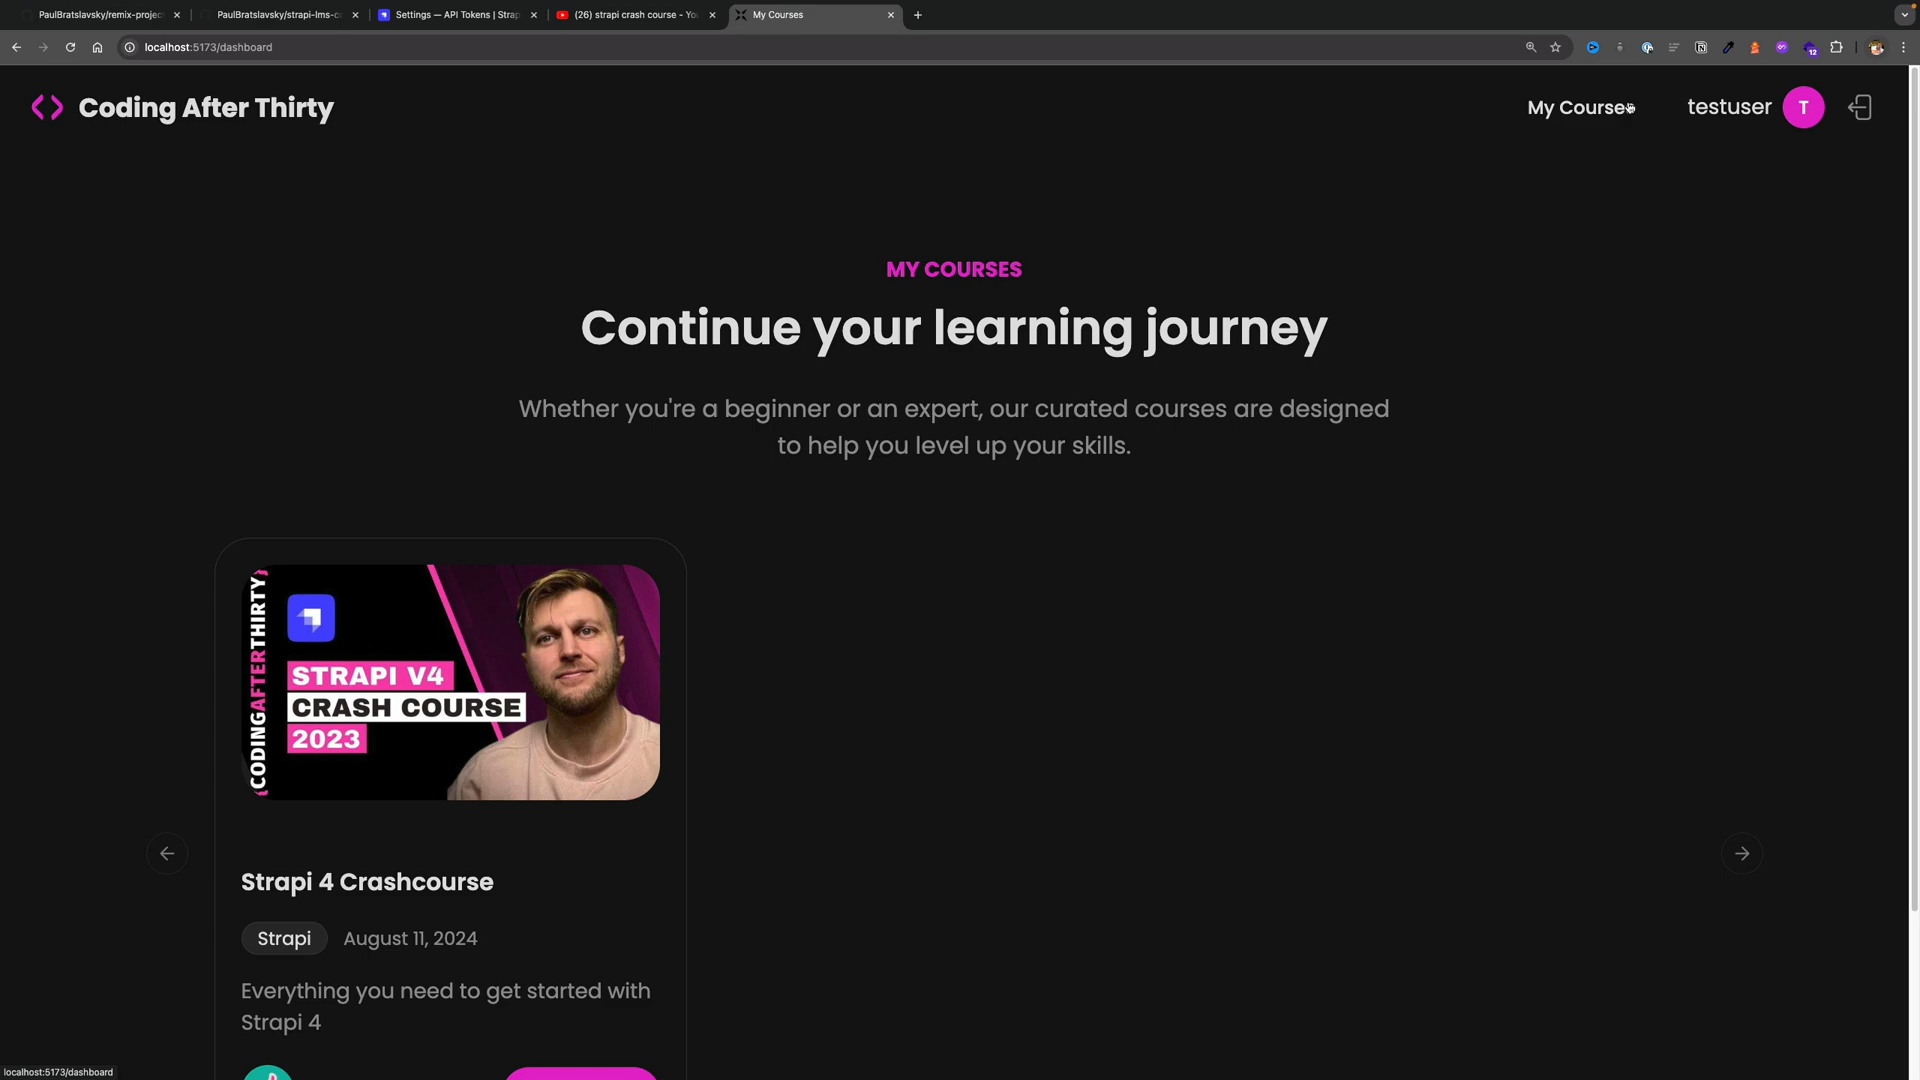 PaulBratslavsky/remix-projec
PaulBratslavsky/strapi-lms-c
Settings — API Tokens | Strap
(26) strapi crash course - Yo
My Courses
localhost:5173/dashboard
12
Coding After Thirty
My Courses
testuser
T
MY COURSES
Continue your learning journey
Whether you're a beginner or an expert, our curated courses are designed
to help you level up your skills.
CODINGAFTERTHIRTY
STRAPI V4
CRASH COURSE
2023
Strapi 4 Crashcourse
Strapi
August 11, 2024
Everything you need to get started with
Strapi 4
localhost:5173/dashboard